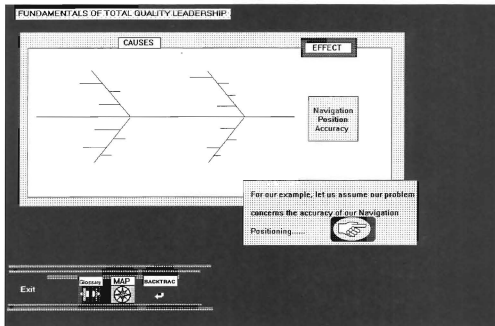 FUNDAMENTALS OF TOTAL QUALITY LEADERSHIP
CAUSES
EFFECT
Navigation
Position
Accuracy
For our example, let us assume our problem
concerns the accuracy of our Navigation
Positioning......
Exit
Glossary
MAP
BACKTRAC